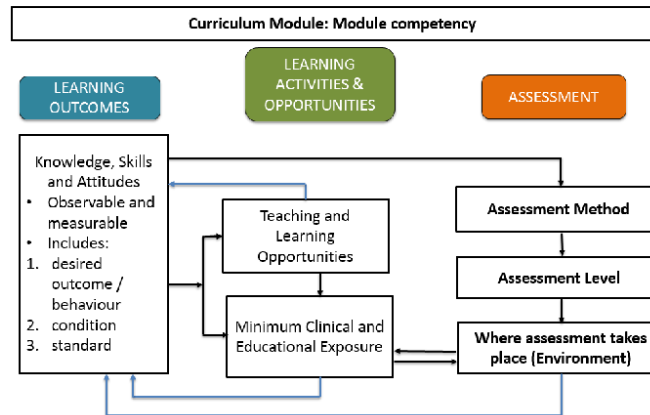 Curriculum Module: Module competency
LEARNING
OUTCOMES
LEARNING
ACTIVITIES &
OPPORTUNITIES
ASSESSMENT
Knowledge, Skills
and Attitudes
• Observable and
measurable
• Includes:
1. desired
outcome /
behaviour
2. condition
3. standard
Teaching and
Learning
Opportunities
Minimum Clinical and
Educational Exposure
Assessment Method
Assessment Level
Where assessment takes
place (Environment)